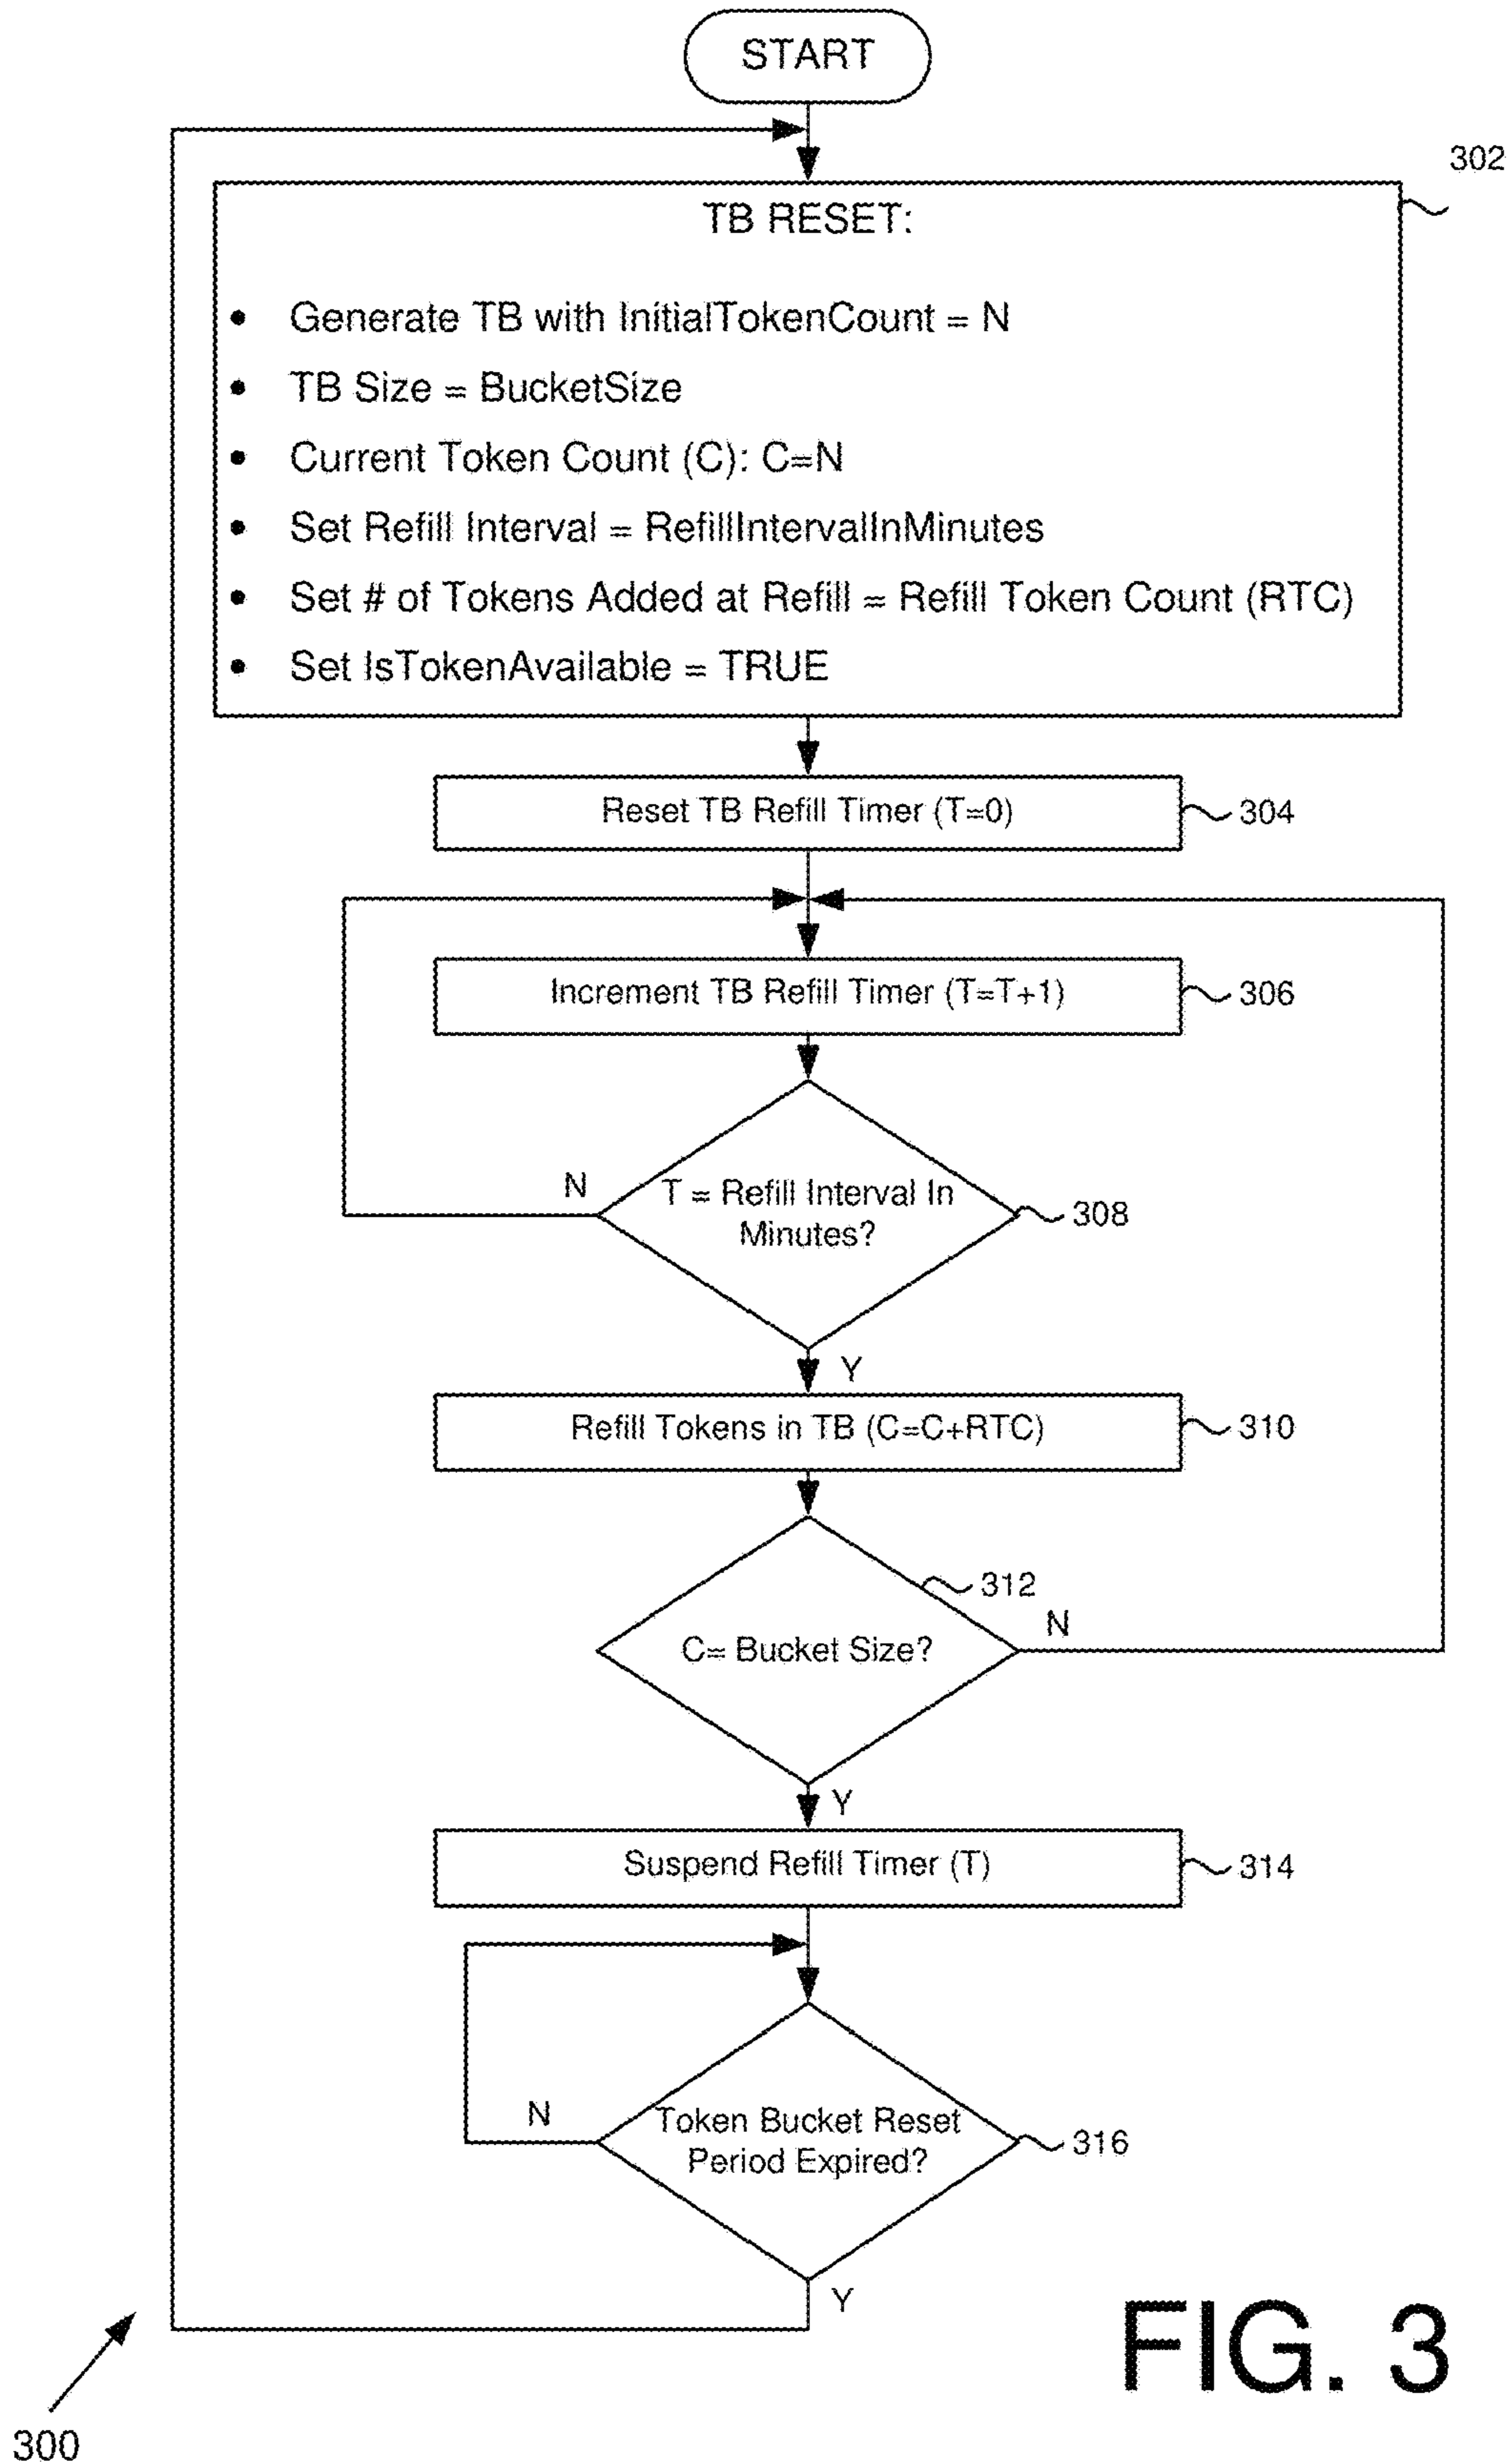 START
302
TB RESET:
• Generate TB with InitialTokenCount = N
• TB Size = BucketSize
• Current Token Count (C): C=N
• Set Refill Interval = RefillIntervalInMinutes
• Set # of Tokens Added at Refill = Refill Token Count (RTC)
• Set IsTokenAvailable = TRUE
Reset TB Refill Timer (T=0)
304
Increment TB Refill Timer (T=T+1)
306
N
T = Refill Interval In
Minutes?
308
Y
Refill Tokens in TB (C=C+RTC)
310
312
N
C= Bucket Size?
Y
Suspend Refill Timer (T)
314
N
Token Bucket Reset
Period Expired?
316
Y
FIG. 3
300